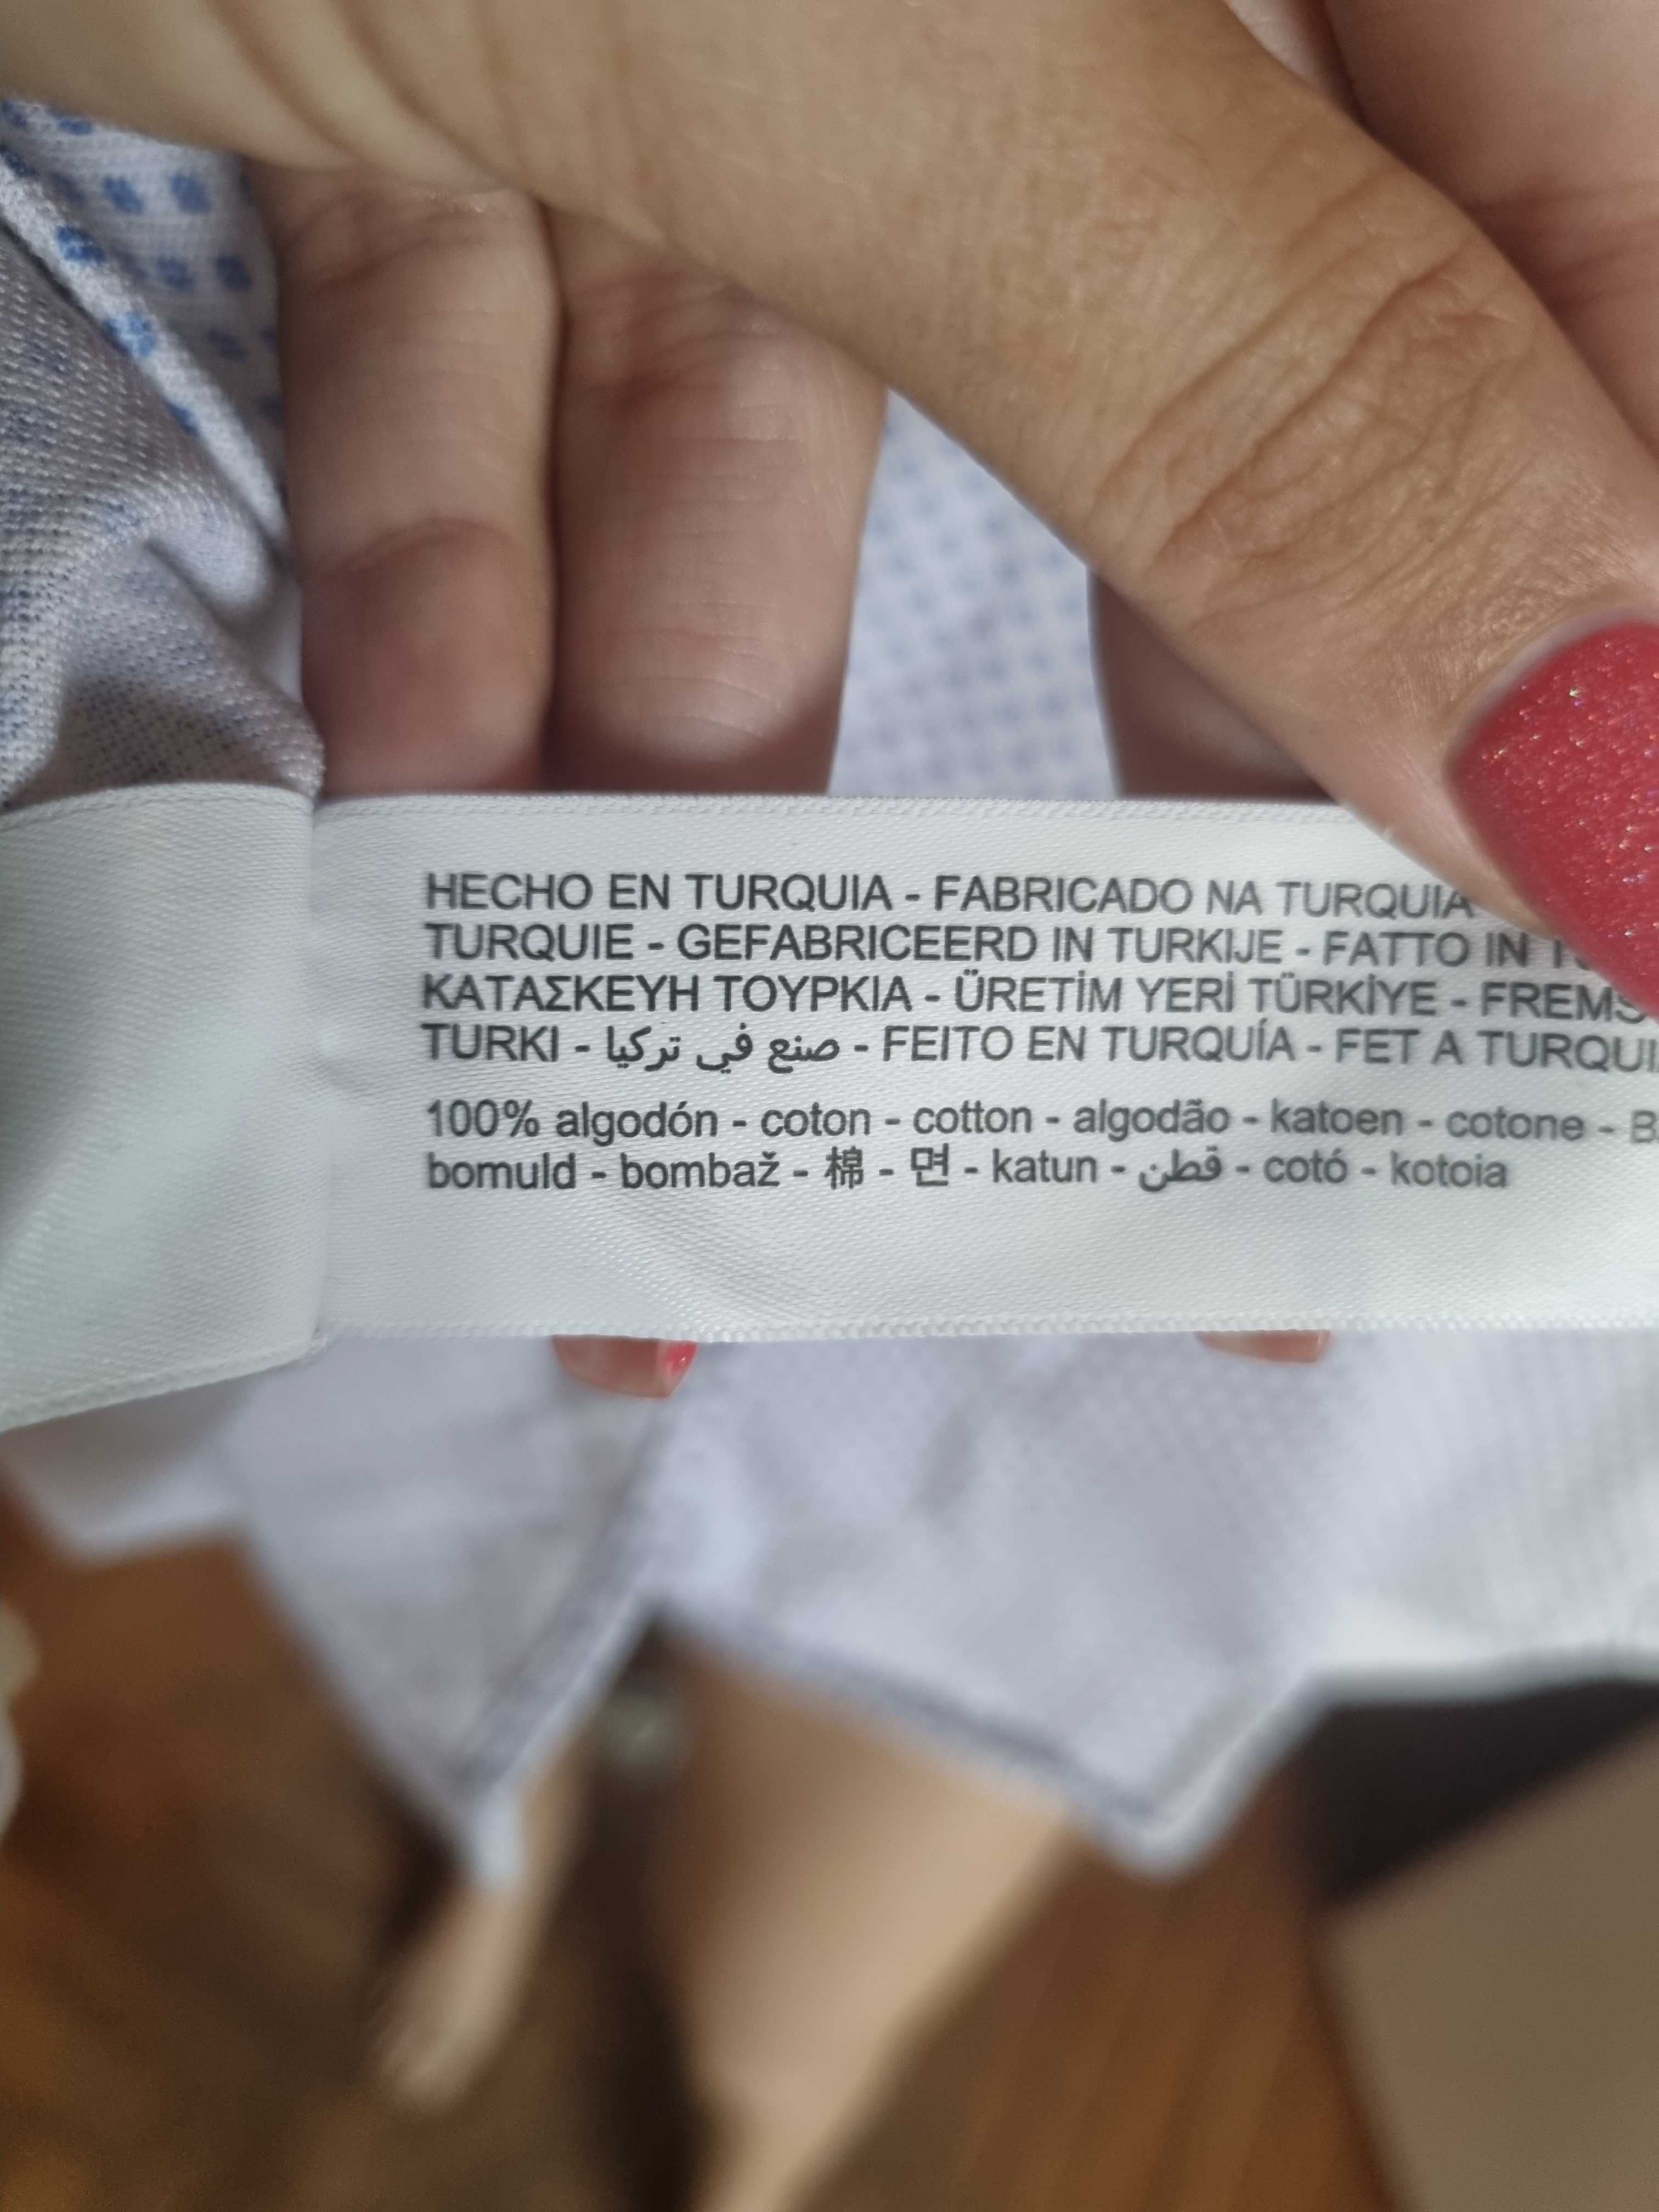 HECHO EN TURQUIA - FABRICADO NA TURQUIA
TURQUIE - GEFABRICEERD IN TURKIJE - FATTO IN
ΚΑΤΑΣΚΕΥΗ ΤΟΥΡΚΙΑ - ÜRETİM YERİ TÜRKİYE -
TURKI - صنع في تركيا - FEITO EN TURQUÍA - FET A
100% algodón - coton - cotton - algodão - katoen - cotone -
bomuld - bombaž - 棉 - 면 - katun - قطن - cotó - kotoia